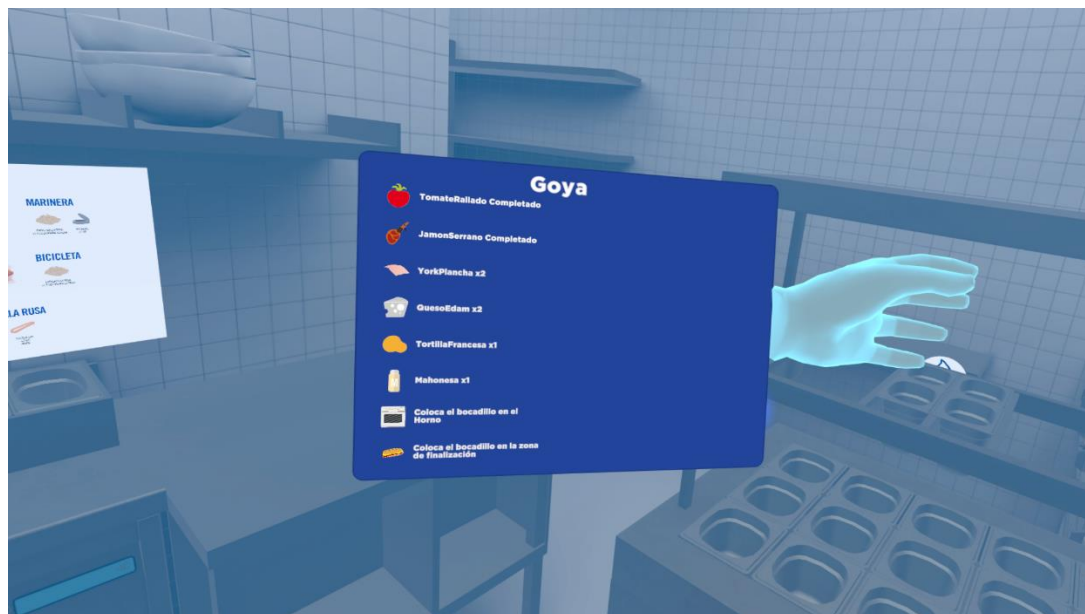 MARINERA
BICICLETA
LA RUSA
Goya
TomateRallado Completado
JamonSerrano Completado
YorkPlancha x2
QuesoEdam x2
TortillaFrancesa x1
Mahonesa x1
Coloca el bocadillo en el
Horno
Coloca el bocadillo en la zona
de finalización